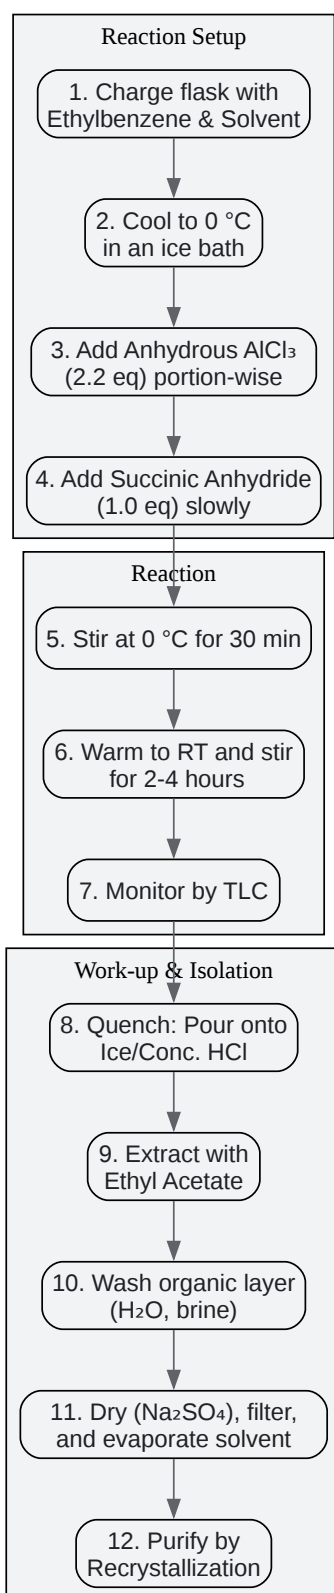 Reaction Setup
1. Charge flask with
Ethylbenzene & Solvent
2. Cool to 0 °C
in an ice bath
3. Add Anhydrous AlCl₃
(2.2 eq) portion-wise
4. Add Succinic Anhydride
(1.0 eq) slowly
Reaction
5. Stir at 0 °C for 30 min
6. Warm to RT and stir
for 2-4 hours
7. Monitor by TLC
Work-up & Isolation
8. Quench: Pour onto
Ice/Conc. HCl
9. Extract with
Ethyl Acetate
10. Wash organic layer
(H₂O, brine)
11. Dry (Na₂SO₄), filter,
and evaporate solvent
12. Purify by
Recrystallization